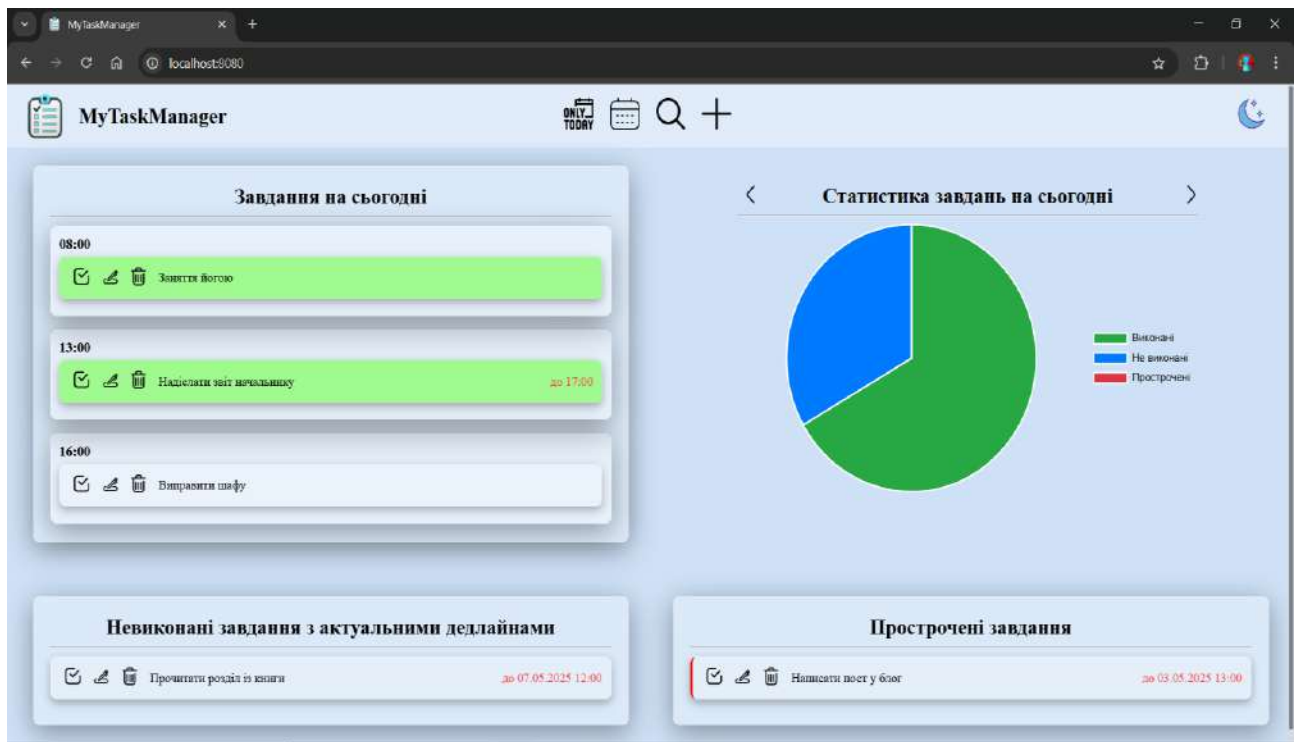 MyTaskManager
localhost:8080
MyTaskManager
ONLY
TODAY
Завдання на сьогодні
08:00
Заняття йогою
13:00
Надіслати звіт начальнику до 17:00
16:00
Виправити шафу
Статистика завдань на сьогодні
Виконані
Не виконані
Прострочені
Невиконані завдання з актуальними дедлайнами
Прочитати розділ із книги до 07.05.2025 12:00
Прострочені завдання
Написати пост у блог до 03.05.2025 13:00